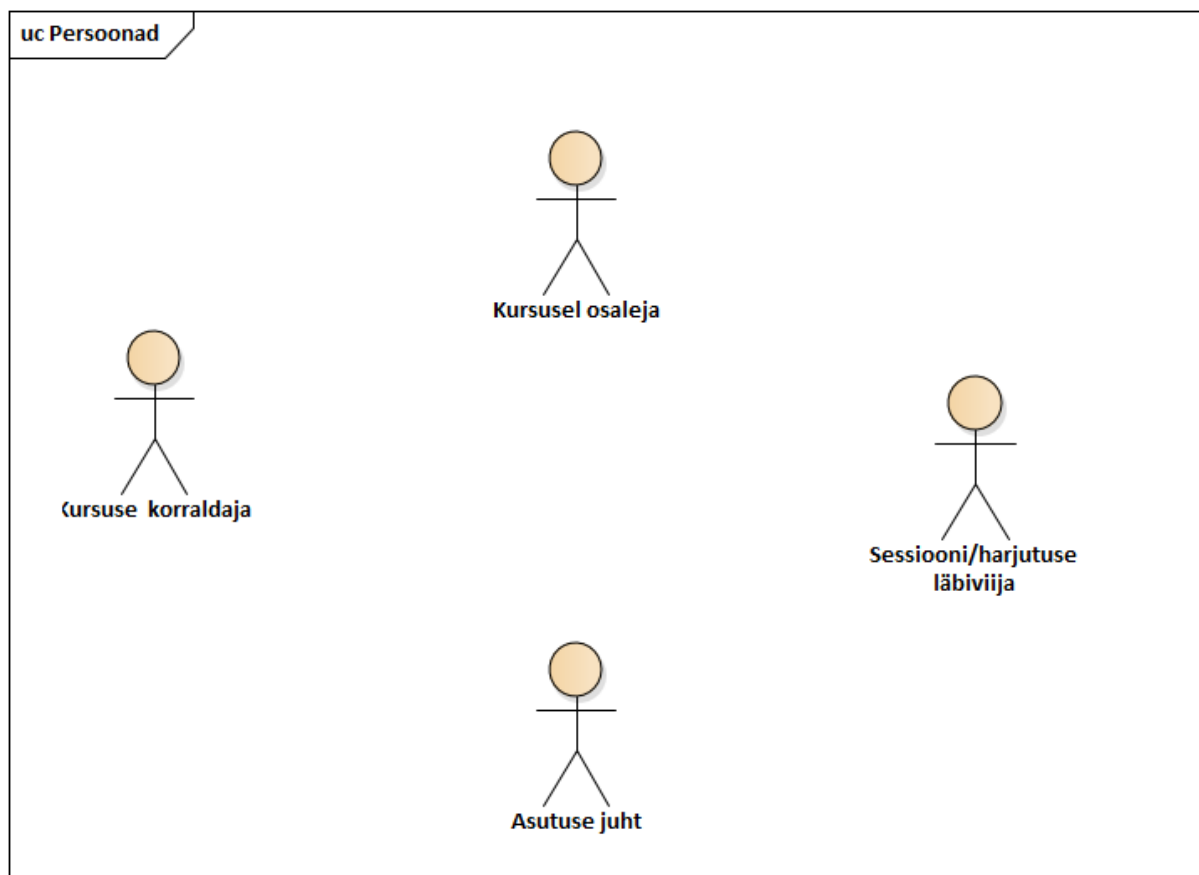 uc Persoonad
Kursusel osaleja
Kursuse korraldaja
Sessiooni/harjutuse
läbiviija
Asutuse juht